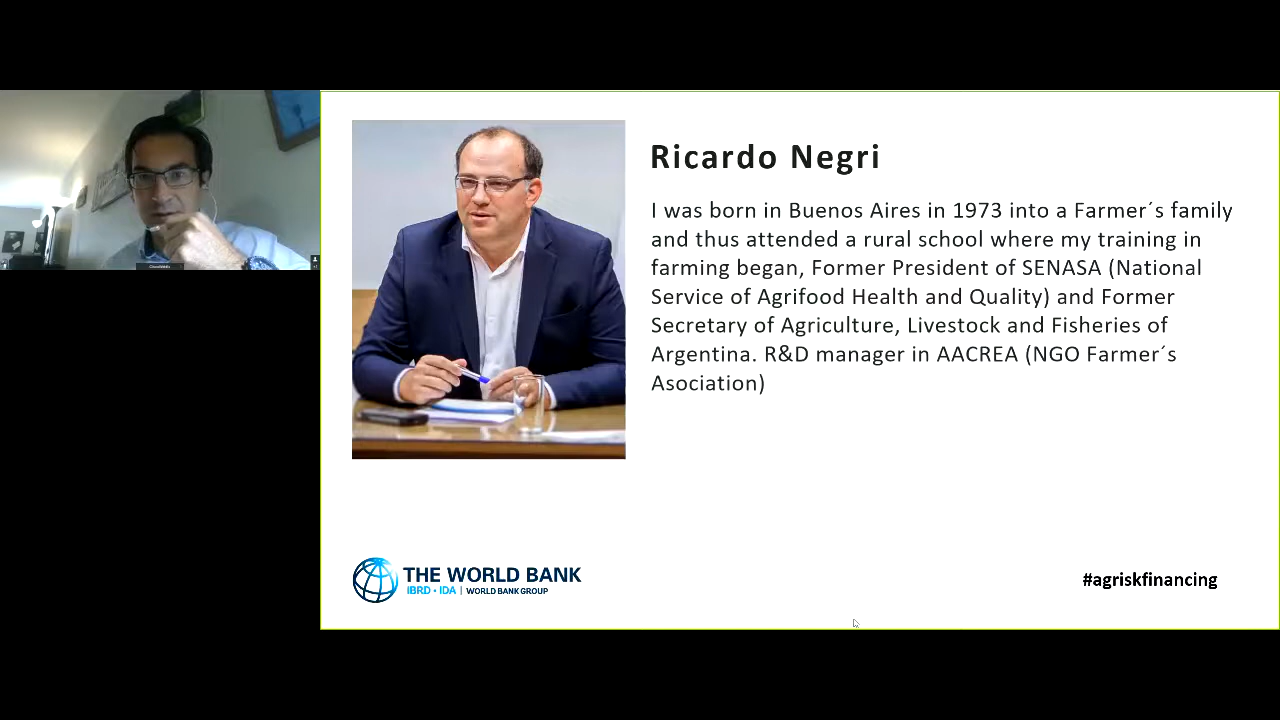 Ricardo Negri
I was born in Buenos Aires in 1973 into a Farmer´s family
and thus attended a rural school where my training in
farming began, Former President of SENASA (National
Service of Agrifood Health and Quality) and Former
Secretary of Agriculture, Livestock and Fisheries of
Argentina. R&D manager in AACREA (NGO Farmer´s
Asociation)
THE WORLD BANK
IBRD • IDA | WORLD BANK GROUP
#agriskfinancing